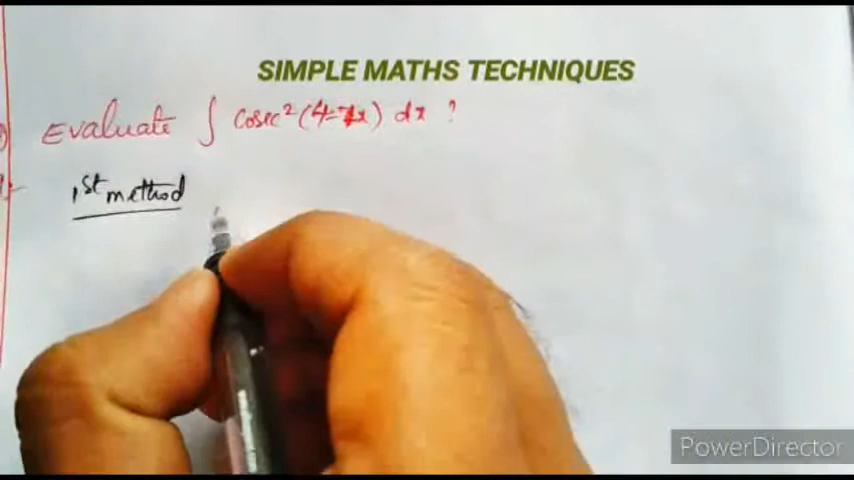 SIMPLE MATHS TECHNIQUES
Evaluate ∫ Cosec² (4-7x) dx ?
1st method
PowerDirector